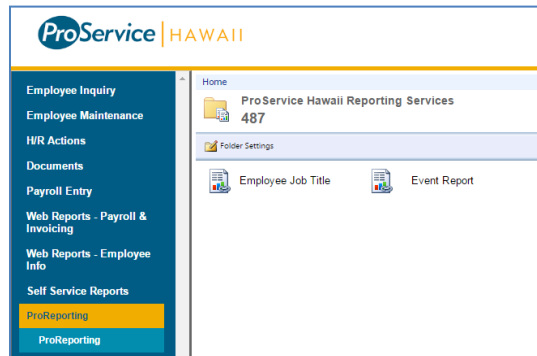 ProService HAWAII
Employee Inquiry
Employee Maintenance
H/R Actions
Documents
Payroll Entry
Web Reports - Payroll &
Invoicing
Web Reports - Employee
Info
Self Service Reports
ProReporting
ProReporting
Home
ProService Hawaii Reporting Services
487
Folder Settings
Employee Job Title
Event Report